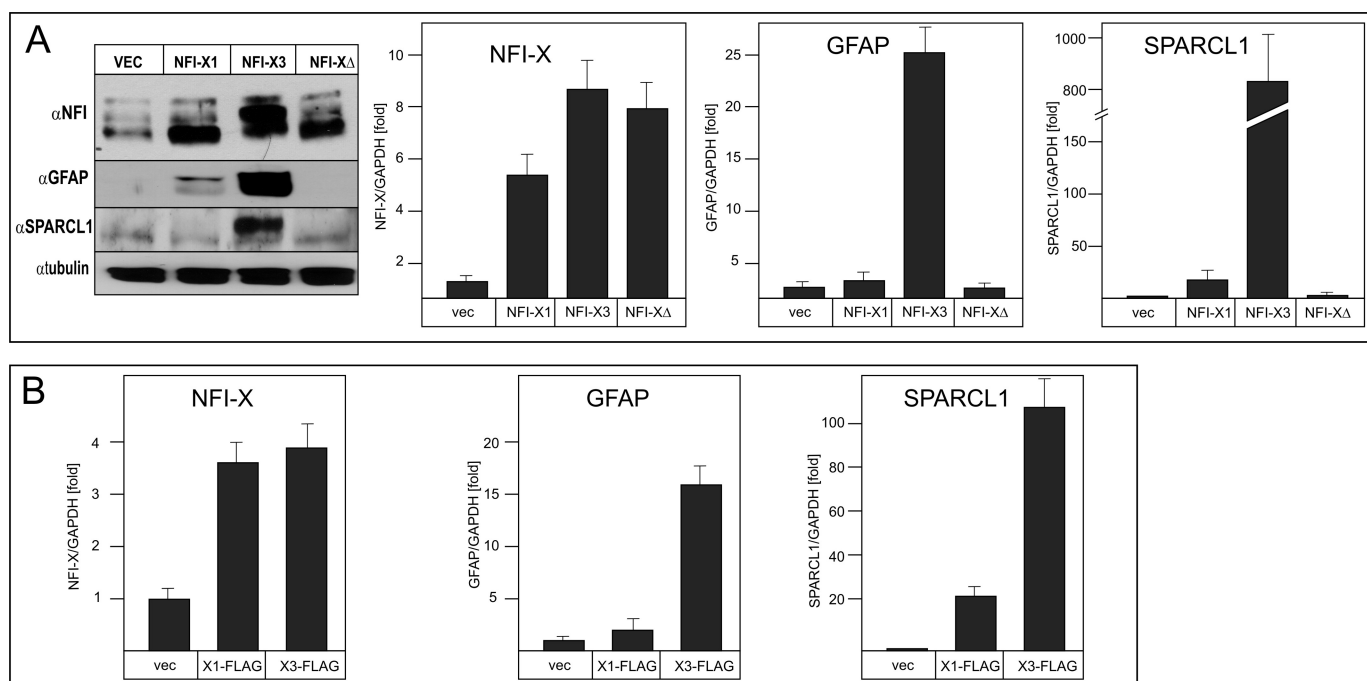 A
VEC NFI-X1 NFI-X3 NFI-XΔ
αNFI
αGFAP
αSPARCL1
αtubulin
NFI-X
NFI-X/GAPDH [fold]
10
8
6
4
2
vec NFI-X1 NFI-X3 NFI-XΔ
GFAP
GFAP/GAPDH [fold]
25
20
25
15
5
vec NFI-X1 NFI-X3 NFI-XΔ
SPARCL1
SPARCL1/GAPDH [fold]
1000
800
150
100
50
vec NFI-X1 NFI-X3 NFI-XΔ
B
NFI-X
NFI-X/GAPDH [fold]
4
3
2
1
vec X1-FLAG X3-FLAG
GFAP
GFAP/GAPDH [fold]
20
15
10
5
vec X1-FLAG X3-FLAG
SPARCL1
SPARCL1/GAPDH [fold]
100
80
60
40
20
vec X1-FLAG X3-FLAG